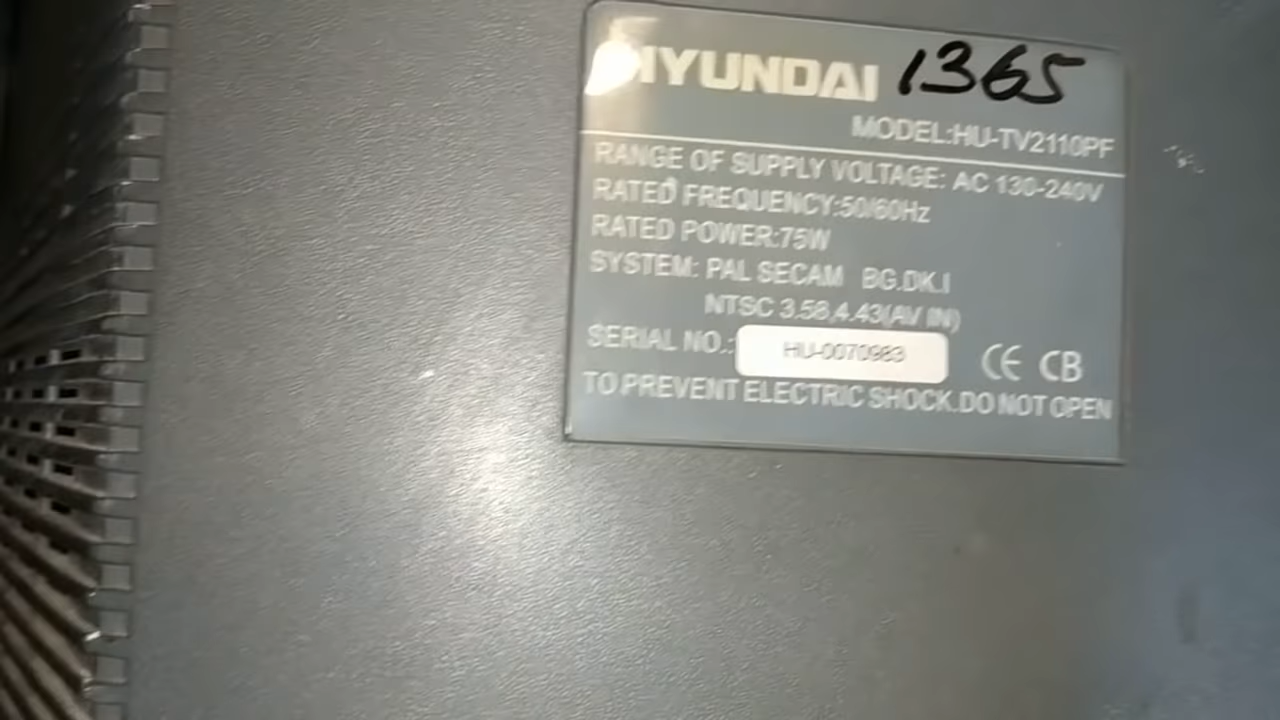 HYUNDAI 1365
MODEL:HU-TV2110PF
RANGE OF SUPPLY VOLTAGE: AC 130-240V
RATED FREQUENCY:50/60Hz
RATED POWER:75W
SYSTEM: PAL SECAM BG.DK.I
NTSC 3.58,4.43(AV IN)
SERIAL NO.: HU-0070983
CE CB
TO PREVENT ELECTRIC SHOCK.DO NOT OPEN